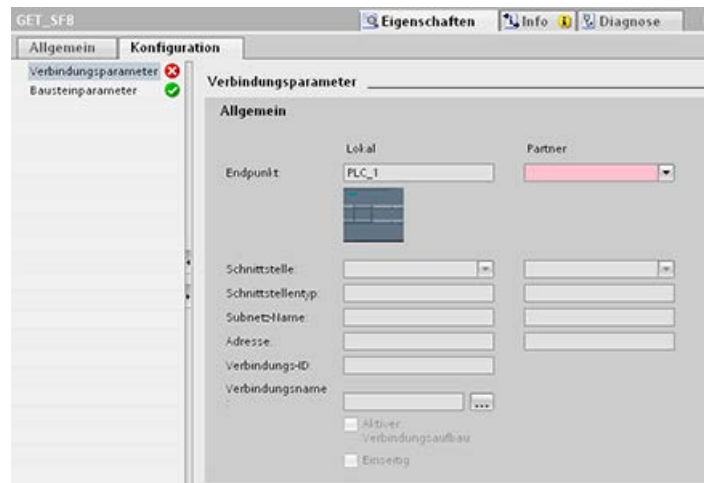 GET_SFB
Eigenschaften
Info
Diagnose
Allgemein
Konfiguration
Verbindungsparameter
Bausteinparameter
Verbindungsparameter
Allgemein
Lokal
Partner
Endpunkt:
PLC_1
Schnittstelle:
Schnittstellentyp:
Subnetz-Name:
Adresse:
Verbindungs-ID:
Verbindungsname
:
...
Aktiver
Verbindungsaufbau
Einseitig